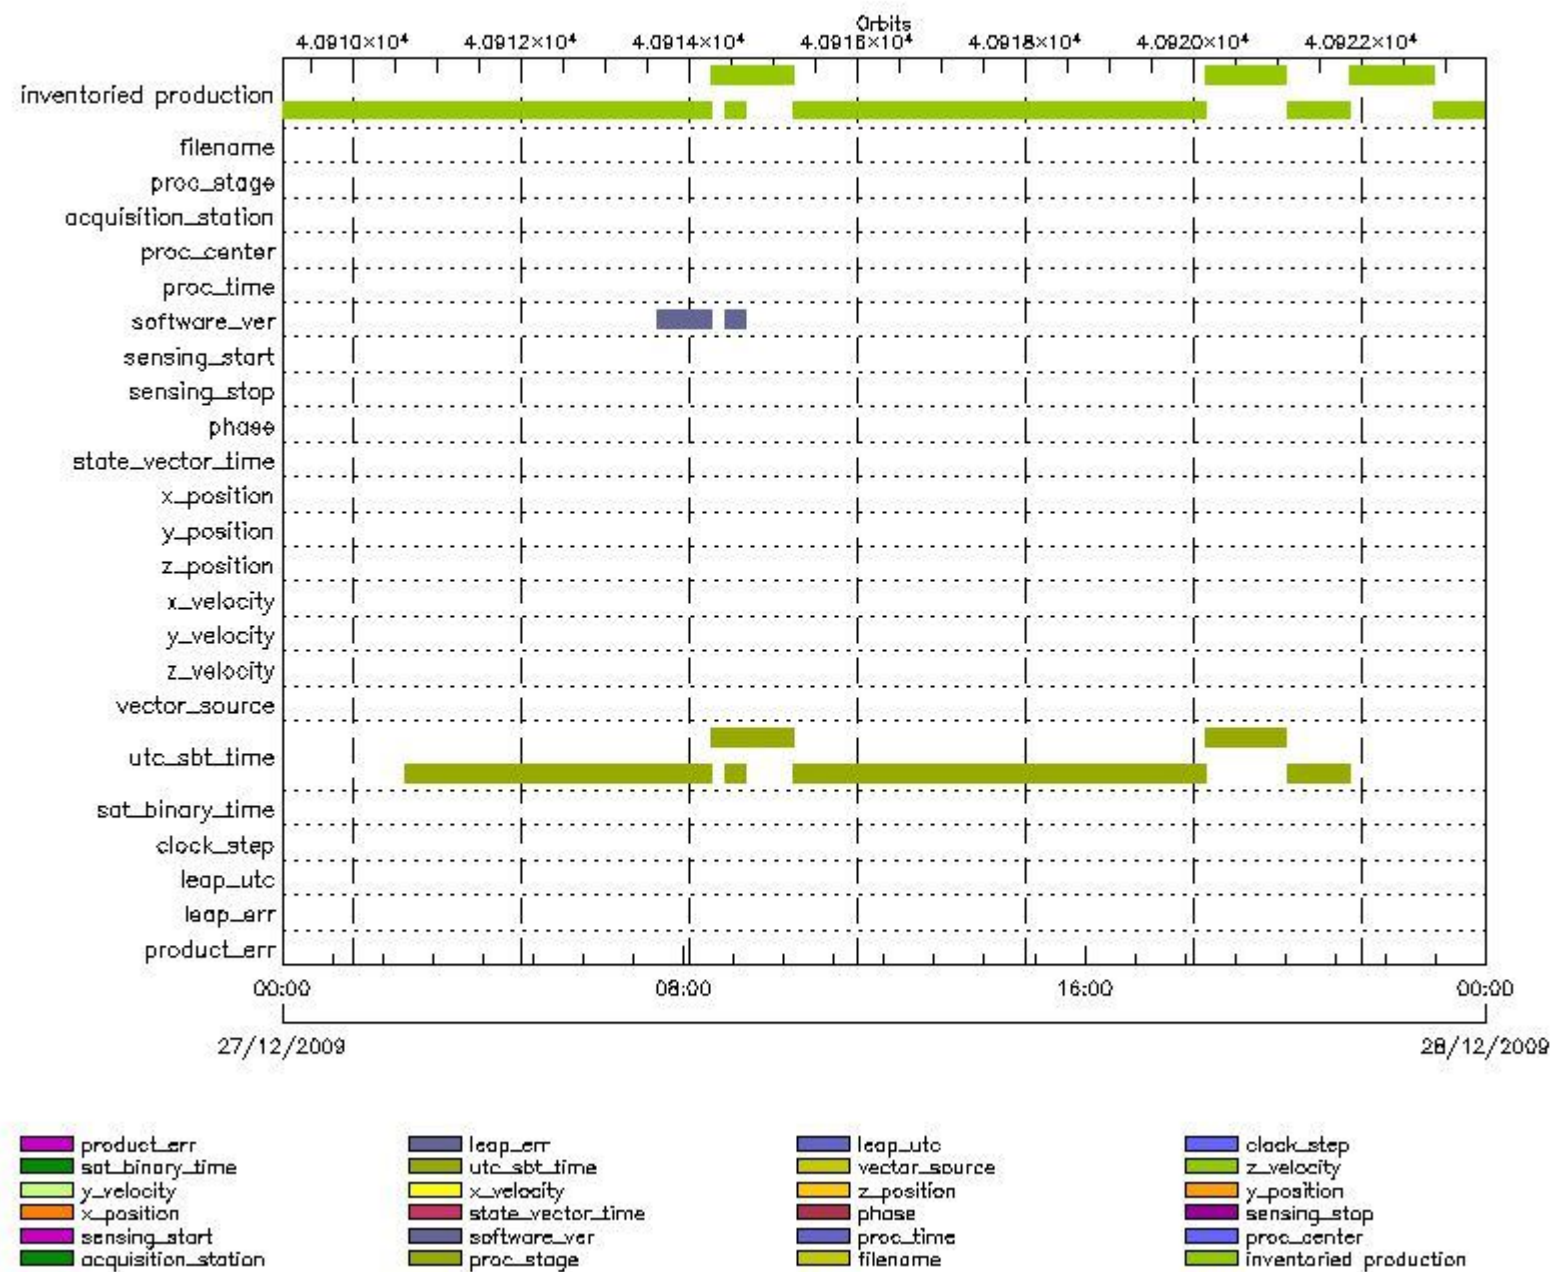 Orbits
4.0910×10⁴ 4.0912×10⁴ 4.0914×10⁴ 4.0916×10⁴ 4.0918×10⁴ 4.0920×10⁴ 4.0922×10⁴
inventoried production
filename
proc_stage
acquisition_station
proc_center
proc_time
software_ver
sensing_start
sensing_stop
phase
state_vector_time
x_position
y_position
z_position
x_velocity
y_velocity
z_velocity
vector_source
utc_sbt_time
sat_binary_time
clock_step
leap_utc
leap_err
product_err
00:00 08:00 16:00 00:00
27/12/2009 28/12/2009
product_err leap_err leap_utc clock_step
sat_binary_time utc_sbt_time vector_source z_velocity
y_velocity x_velocity z_position y_position
x_position state_vector_time phase sensing_stop
sensing_start software_ver proc_time proc_center
acquisition_station proc_stage filename inventoried production